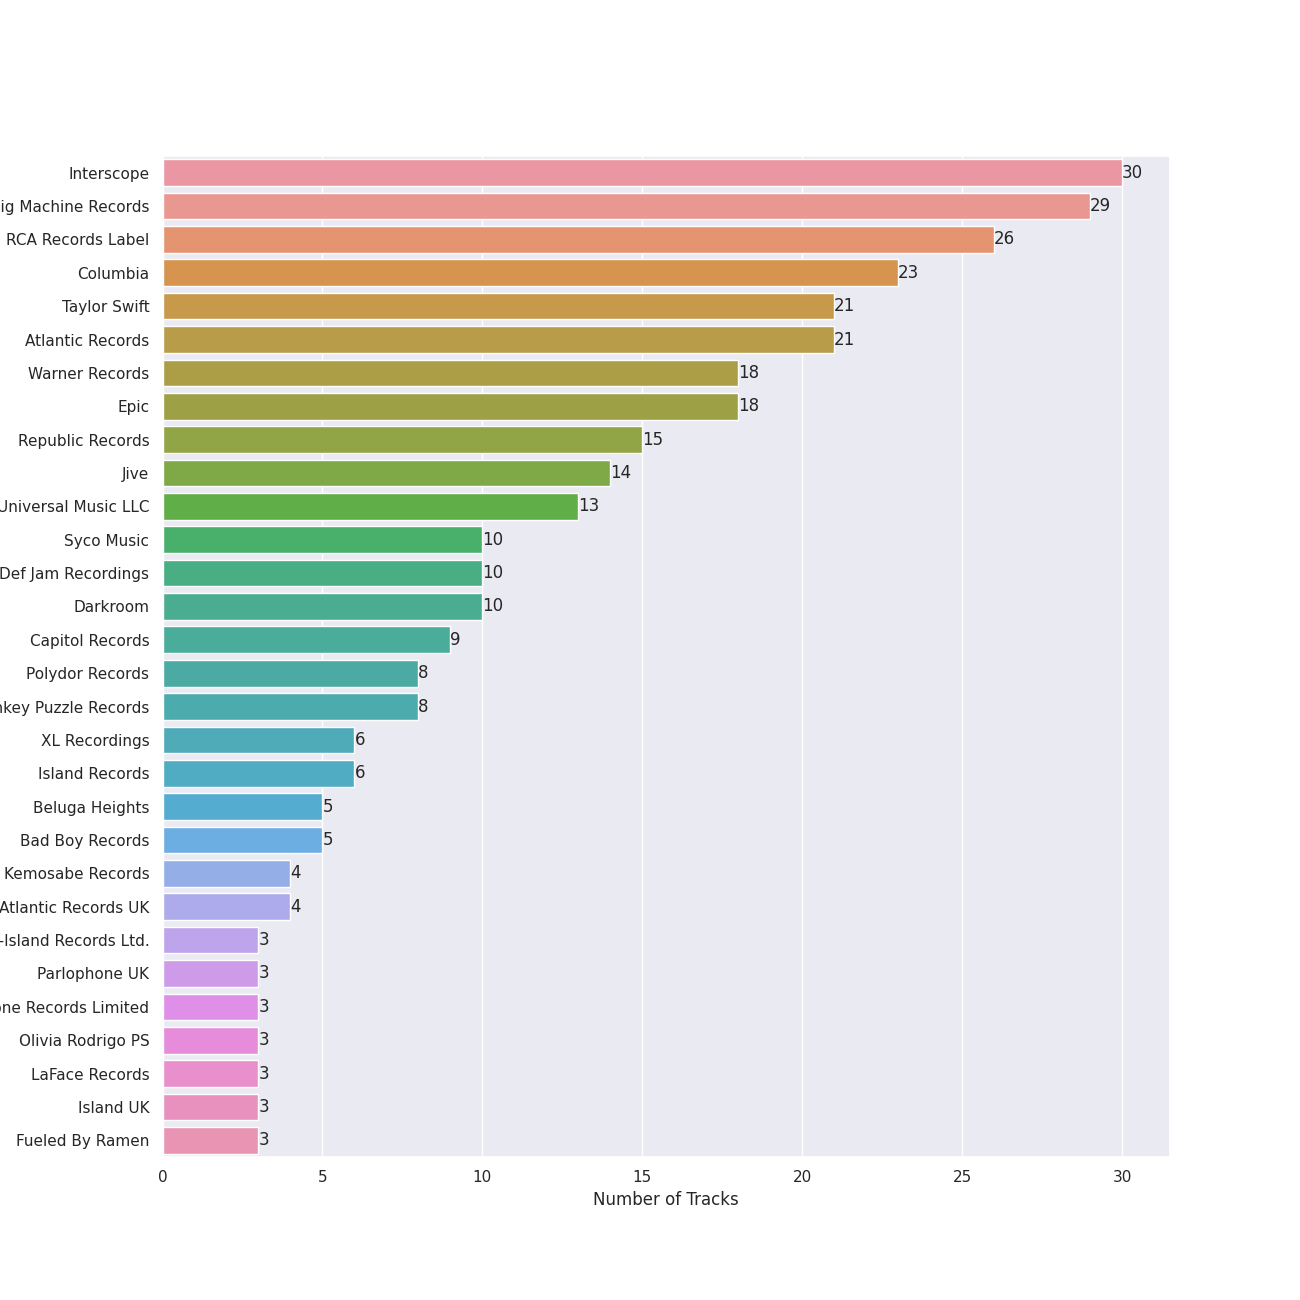 Interscope 30
ig Machine Records 29
RCA Records Label 26
Columbia 23
Taylor Swift 21
Atlantic Records 21
Warner Records 18
Epic 18
Republic Records 15
Jive 14
Universal Music LLC 13
Syco Music 10
Def Jam Recordings 10
Darkroom 10
Capitol Records 9
Polydor Records 8
nkey Puzzle Records 8
XL Recordings 6
Island Records 6
Beluga Heights 5
Bad Boy Records 5
Kemosabe Records 4
Atlantic Records UK 4
-Island Records Ltd. 3
Parlophone UK 3
one Records Limited 3
Olivia Rodrigo PS 3
LaFace Records 3
Island UK 3
Fueled By Ramen 3
0 5 10 15 20 25 30
Number of Tracks